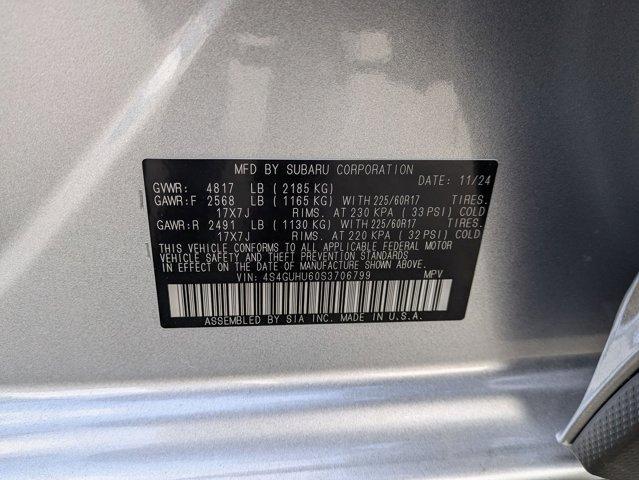 MFD BY SUBARU CORPORATION
GVWR: 4817 LB ( 2185 KG) DATE: 11/24
GAWR:F 2568 LB ( 1165 KG) WITH 225/60R17 TIRES.
17X7J RIMS. AT 230 KPA ( 33 PSI) COLD
GAWR:R 2491 LB ( 1130 KG) WITH 225/60R17 TIRES.
17X7J RIMS. AT 220 KPA ( 32 PSI) COLD
THIS VEHICLE CONFORMS TO ALL APPLICABLE FEDERAL MOTOR
VEHICLE SAFETY AND THEFT PREVENTION STANDARDS
IN EFFECT ON THE DATE OF MANUFACTURE SHOWN ABOVE.
VIN: 4S4GUHU60S3706799 MPV
ASSEMBLED BY SIA INC. MADE IN U.S.A.